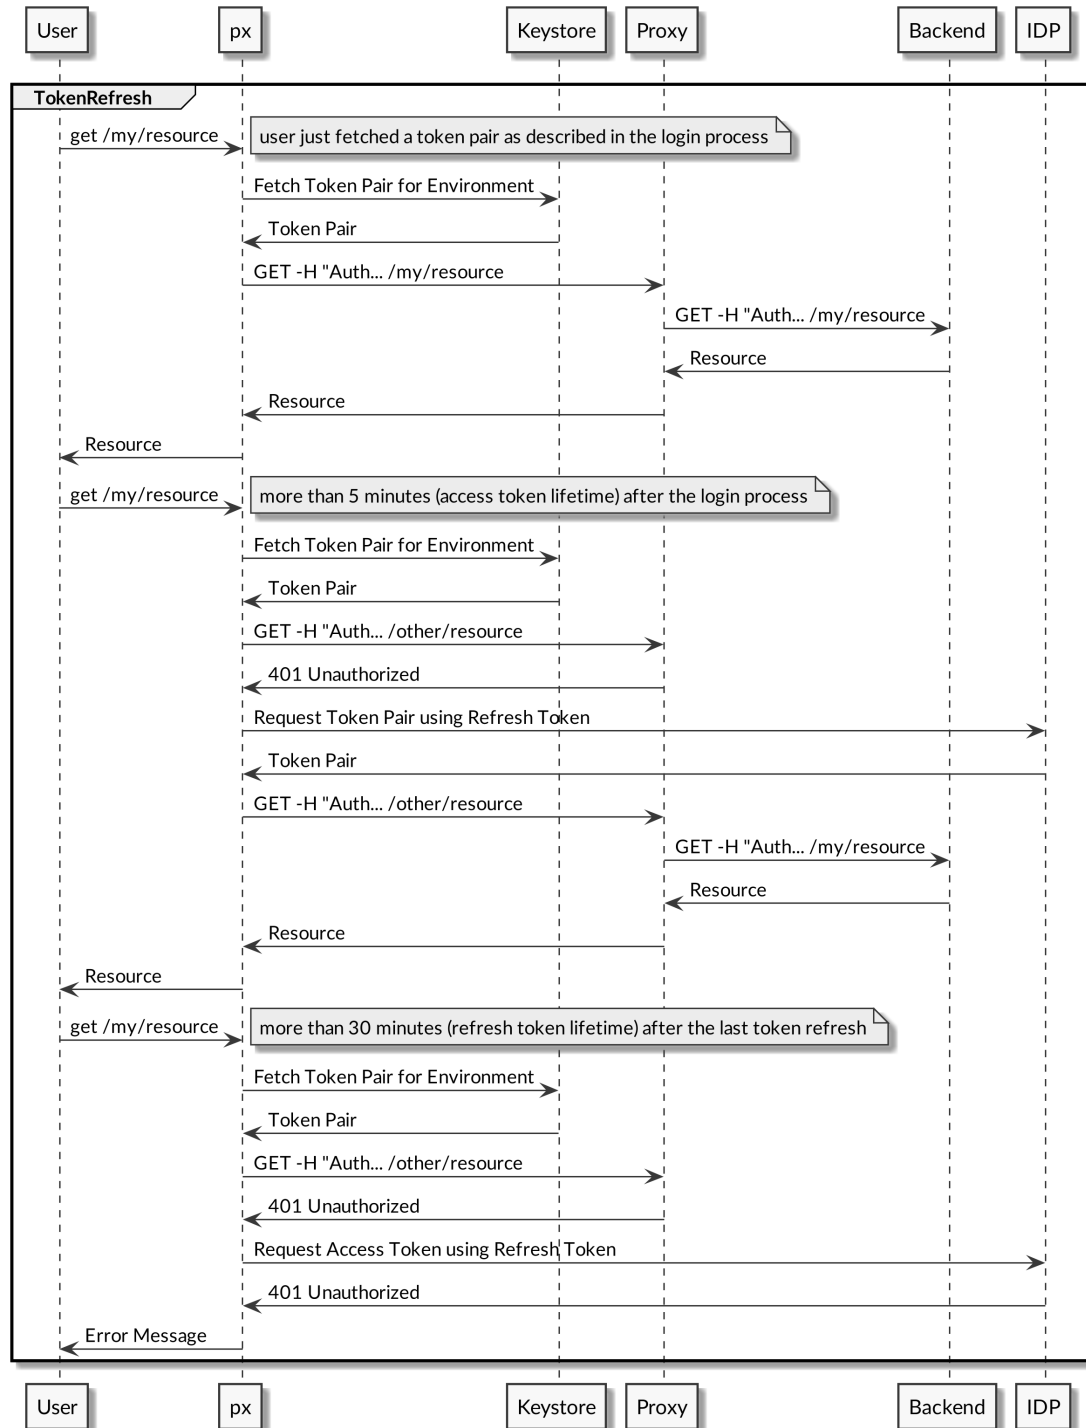 User
px
Keystore
Proxy
Backend
IDP
TokenRefresh
get /my/resource
user just fetched a token pair as described in the login process
Fetch Token Pair for Environment
Token Pair
GET -H "Auth... /my/resource
GET -H "Auth... /my/resource
Resource
Resource
Resource
get /my/resource
more than 5 minutes (access token lifetime) after the login process
Fetch Token Pair for Environment
Token Pair
GET -H "Auth... /other/resource
401 Unauthorized
Request Token Pair using Refresh Token
Token Pair
GET -H "Auth... /other/resource
GET -H "Auth... /my/resource
Resource
Resource
Resource
get /my/resource
more than 30 minutes (refresh token lifetime) after the last token refresh
Fetch Token Pair for Environment
Token Pair
GET -H "Auth... /other/resource
401 Unauthorized
Request Access Token using Refresh Token
401 Unauthorized
Error Message
User
px
Keystore
Proxy
Backend
IDP